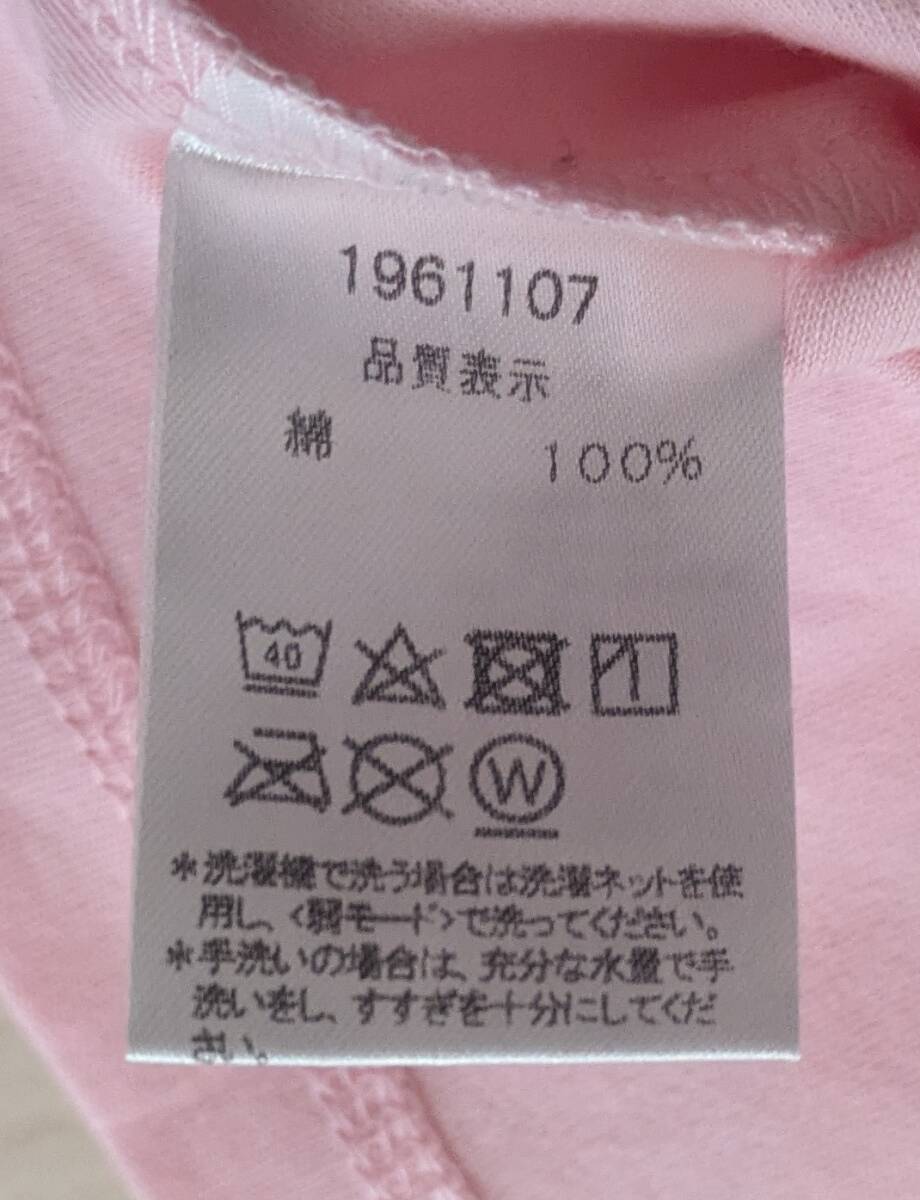 1961107
品質表示
綿 100%
40
W
*洗濯機で洗う場合は洗濯ネットを使
用し、<弱モード>で洗ってください。
*手洗いの場合は、充分な水量で手
洗いをし、すすぎを十分にしてくだ
さい。